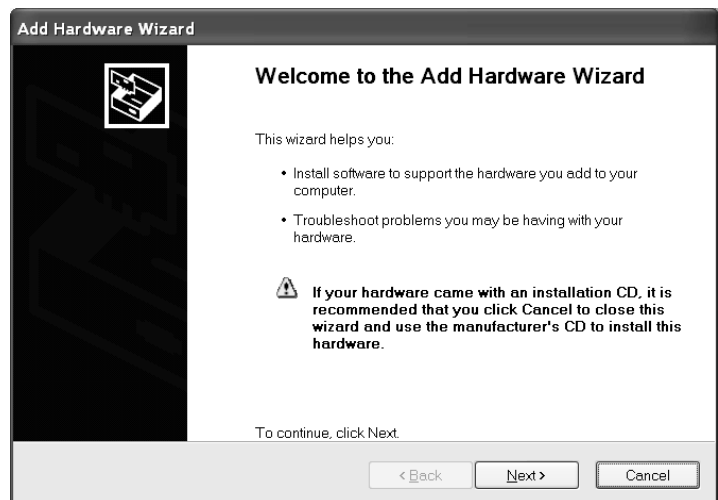 Add Hardware Wizard
Welcome to the Add Hardware Wizard
This wizard helps you:
• Install software to support the hardware you add to your
computer.
• Troubleshoot problems you may be having with your
hardware.
If your hardware came with an installation CD, it is
recommended that you click Cancel to close this
wizard and use the manufacturer's CD to install this
hardware.
To continue, click Next.
< Back Next > Cancel